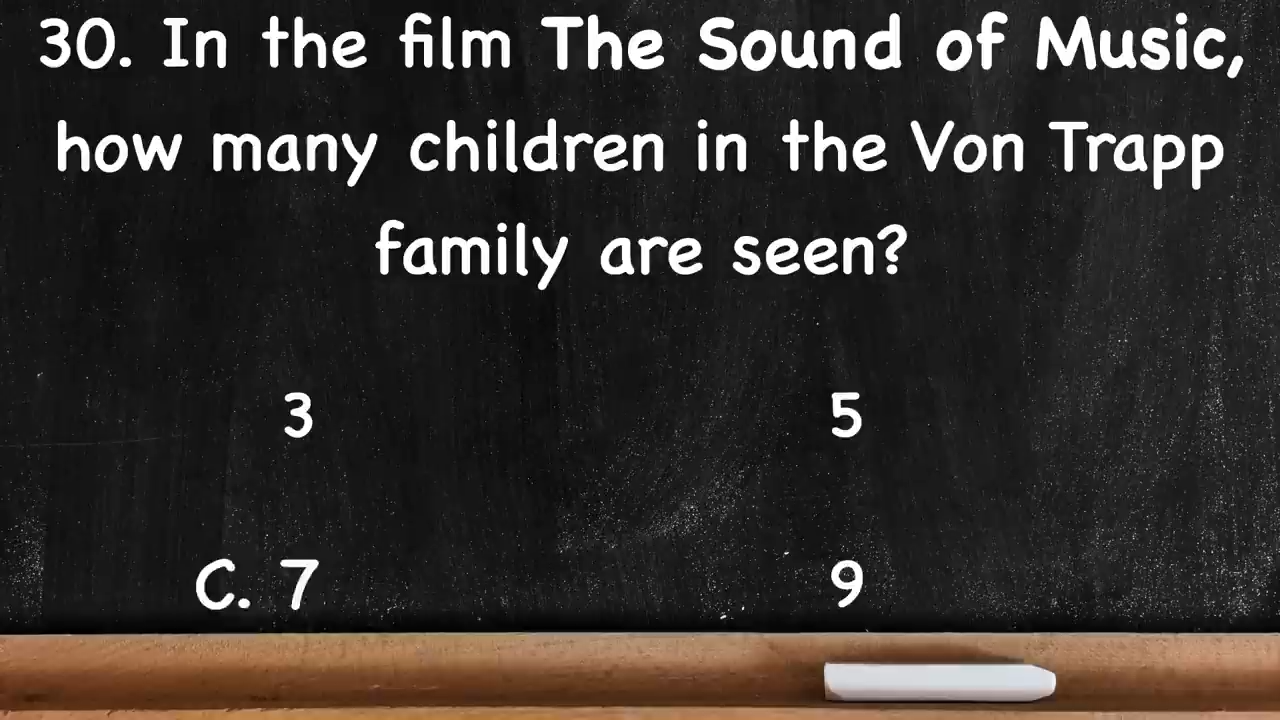 30. In the film The Sound of Music,
how many children in the Von Trapp
family are seen?
3 5
C. 7 9